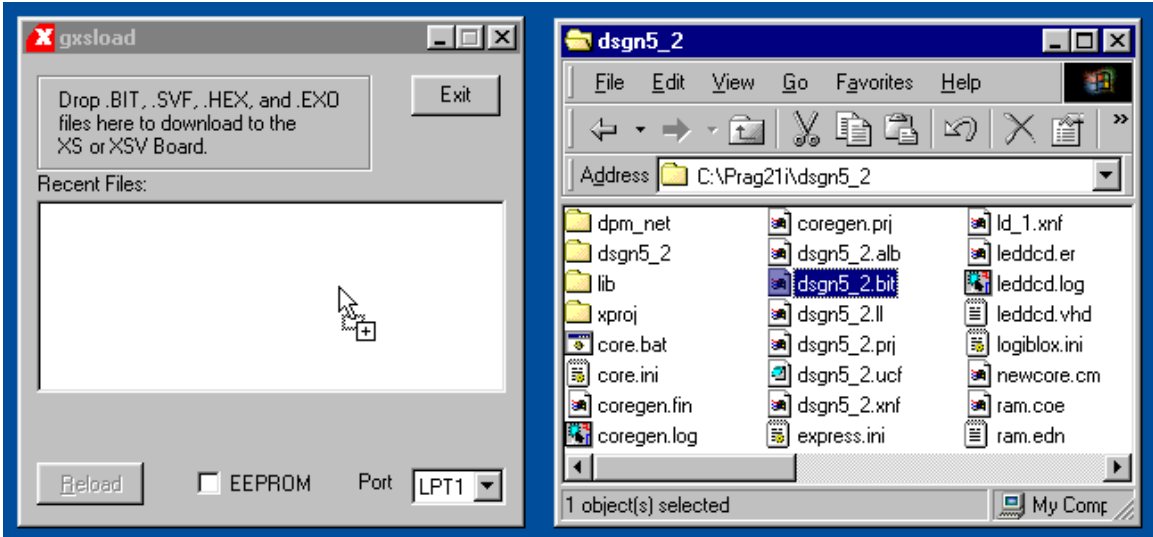 gxsload
Drop .BIT, .SVF, .HEX, and .EXO
files here to download to the
XS or XSV Board.
Exit
Recent Files:
Reload
EEPROM
Port
LPT1
dsgn5_2
File Edit View Go Favorites Help
»
Address C:\Prag21i\dsgn5_2
dpm_net
dsgn5_2
lib
xproj
core.bat
core.ini
coregen.fin
coregen.log
coregen.prj
dsgn5_2.alb
dsgn5_2.bit
dsgn5_2.ll
dsgn5_2.prj
dsgn5_2.ucf
dsgn5_2.xnf
express.ini
ld_1.xnf
leddcd.er
leddcd.log
leddcd.vhd
logiblox.ini
newcore.cm
ram.coe
ram.edn
1 object(s) selected
My Comp